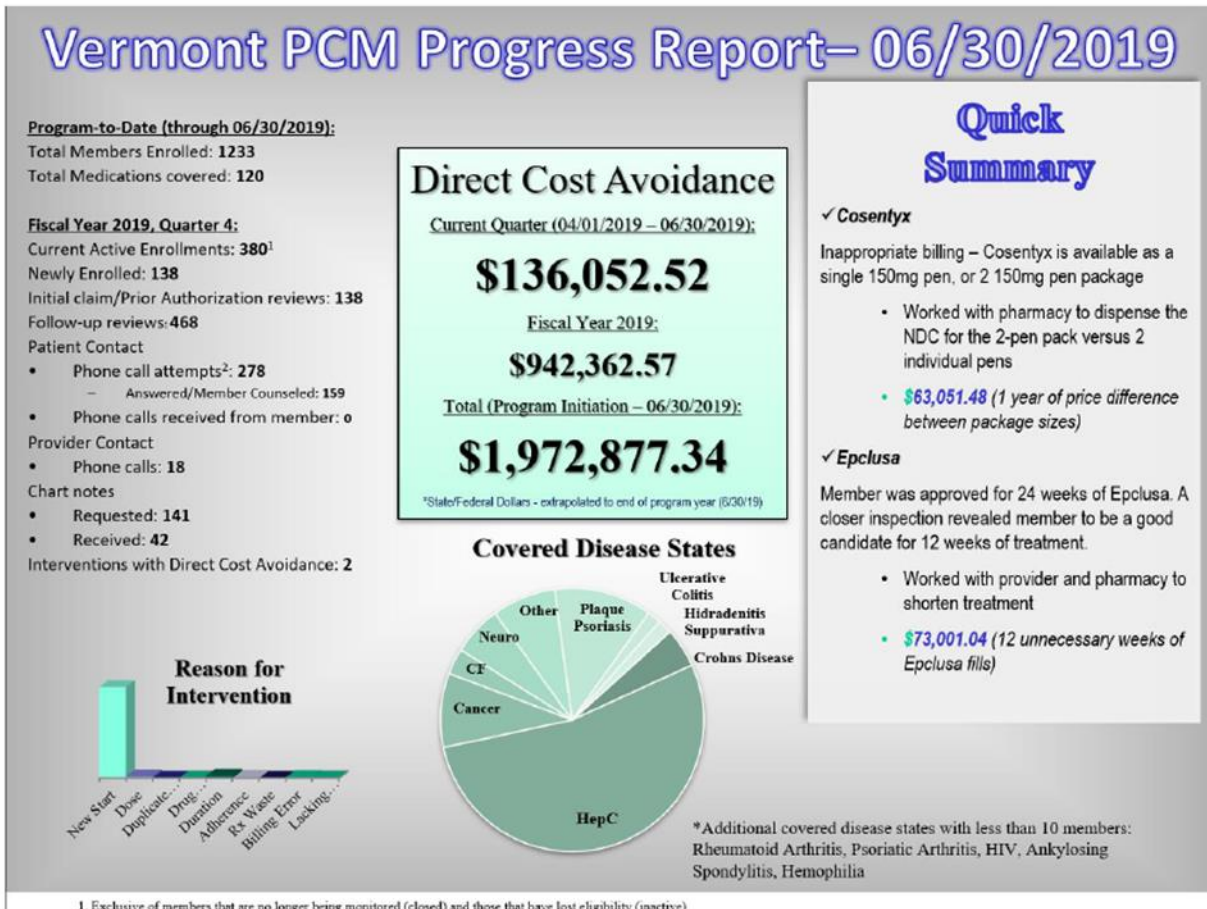 Vermont PCM Progress Report– 06/30/2019
Program-to-Date (through 06/30/2019):
Total Members Enrolled: 1233
Total Medications covered: 120
Fiscal Year 2019, Quarter 4:
Current Active Enrollments: 380¹
Newly Enrolled: 138
Initial claim/Prior Authorization reviews: 138
Follow-up reviews: 468
Patient Contact
• Phone call attempts²: 278
– Answered/Member Counseled: 159
• Phone calls received from member: 0
Provider Contact
• Phone calls: 18
Chart notes
• Requested: 141
• Received: 42
Interventions with Direct Cost Avoidance: 2
Reason for
Intervention
New Start
Dose
Duplicate...
Drug...
Duration
Adherence
Rx Waste
Billing Error
Lacking...
Direct Cost Avoidance
Current Quarter (04/01/2019 – 06/30/2019):
$136,052.52
Fiscal Year 2019:
$942,362.57
Total (Program Initiation – 06/30/2019):
$1,972,877.34
*State/Federal Dollars - extrapolated to end of program year (6/30/19)
Covered Disease States
Ulcerative
Colitis
Hidradenitis
Suppurativa
Crohns Disease
Plaque
Psoriasis
Other
Neuro
CF
Cancer
HepC
Quick
Summary
✓Cosentyx
Inappropriate billing – Cosentyx is available as a
single 150mg pen, or 2 150mg pen package
• Worked with pharmacy to dispense the
NDC for the 2-pen pack versus 2
individual pens
• $63,051.48 (1 year of price difference
between package sizes)
✓Epclusa
Member was approved for 24 weeks of Epclusa. A
closer inspection revealed member to be a good
candidate for 12 weeks of treatment.
• Worked with provider and pharmacy to
shorten treatment
• $73,001.04 (12 unnecessary weeks of
Epclusa fills)
*Additional covered disease states with less than 10 members:
Rheumatoid Arthritis, Psoriatic Arthritis, HIV, Ankylosing
Spondylitis, Hemophilia
1. Exclusive of members that are no longer being monitored (closed) and those that have lost eligibility (inactive)